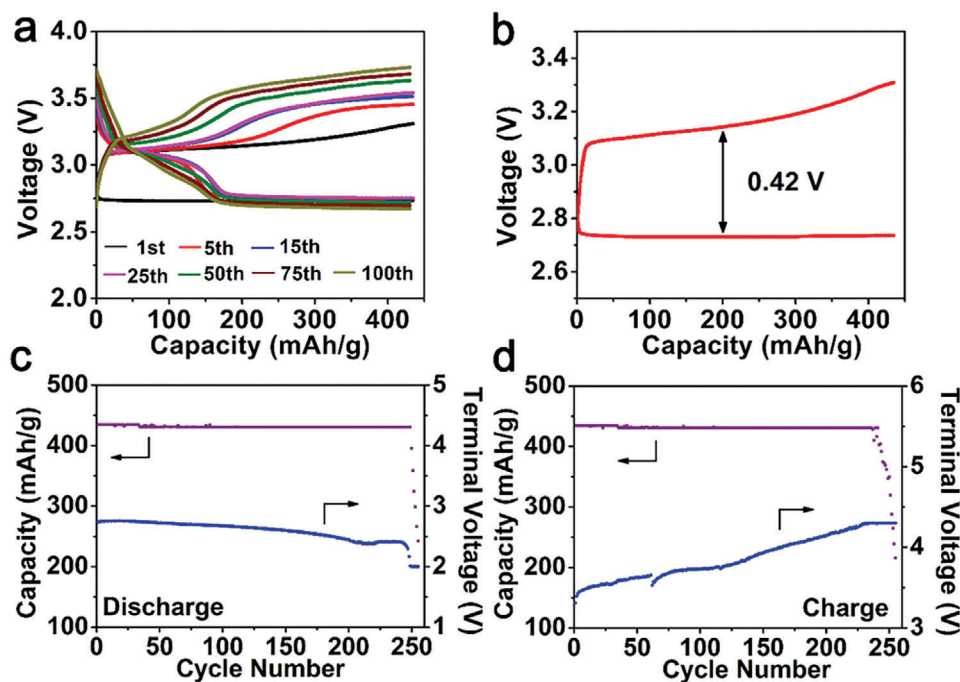 a
4.0
3.5
3.0
2.5
2.0
Voltage (V)
1st 5th 15th
25th 50th 75th 100th
0 100 200 300 400
Capacity (mAh/g)
b
3.4
3.2
3.0
2.8
2.6
Voltage (V)
0.42 V
0 100 200 300 400
Capacity (mAh/g)
c
500
400
300
200
100
Capacity (mAh/g)
5
4
3
2
1
Terminal Voltage (V)
Discharge
0 50 100 150 200 250
Cycle Number
d
500
400
300
200
100
Capacity (mAh/g)
6
5
4
3
Terminal Voltage (V)
Charge
0 50 100 150 200 250
Cycle Number